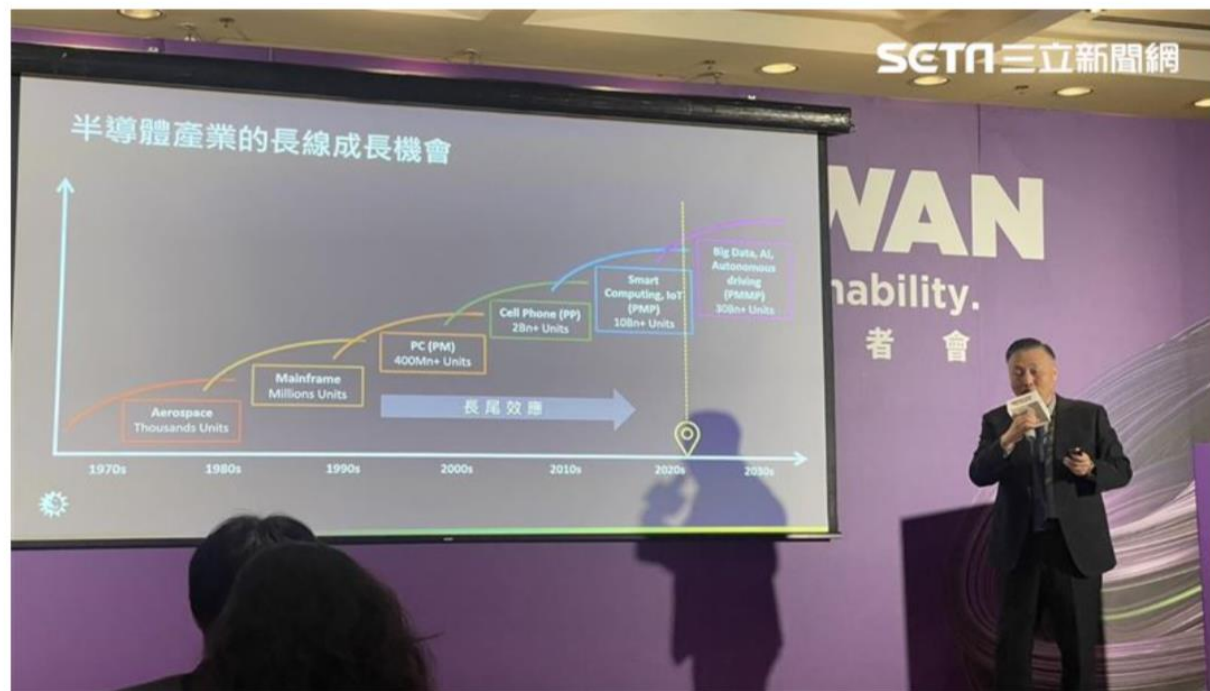 SETN三立新聞網
半導體產業的長線成長機會
Aerospace
Thousands Units
Mainframe
Millions Units
PC (PM)
400Mn+ Units
Cell Phone (PP)
2Bn+ Units
Smart
Computing, IoT
(PMP)
10Bn+ Units
Big Data, AI,
Autonomous
driving
(PMMP)
30Bn+ Units
長尾效應
1970s
1980s
1990s
2000s
2010s
2020s
2030s
WAN
nability.
者會